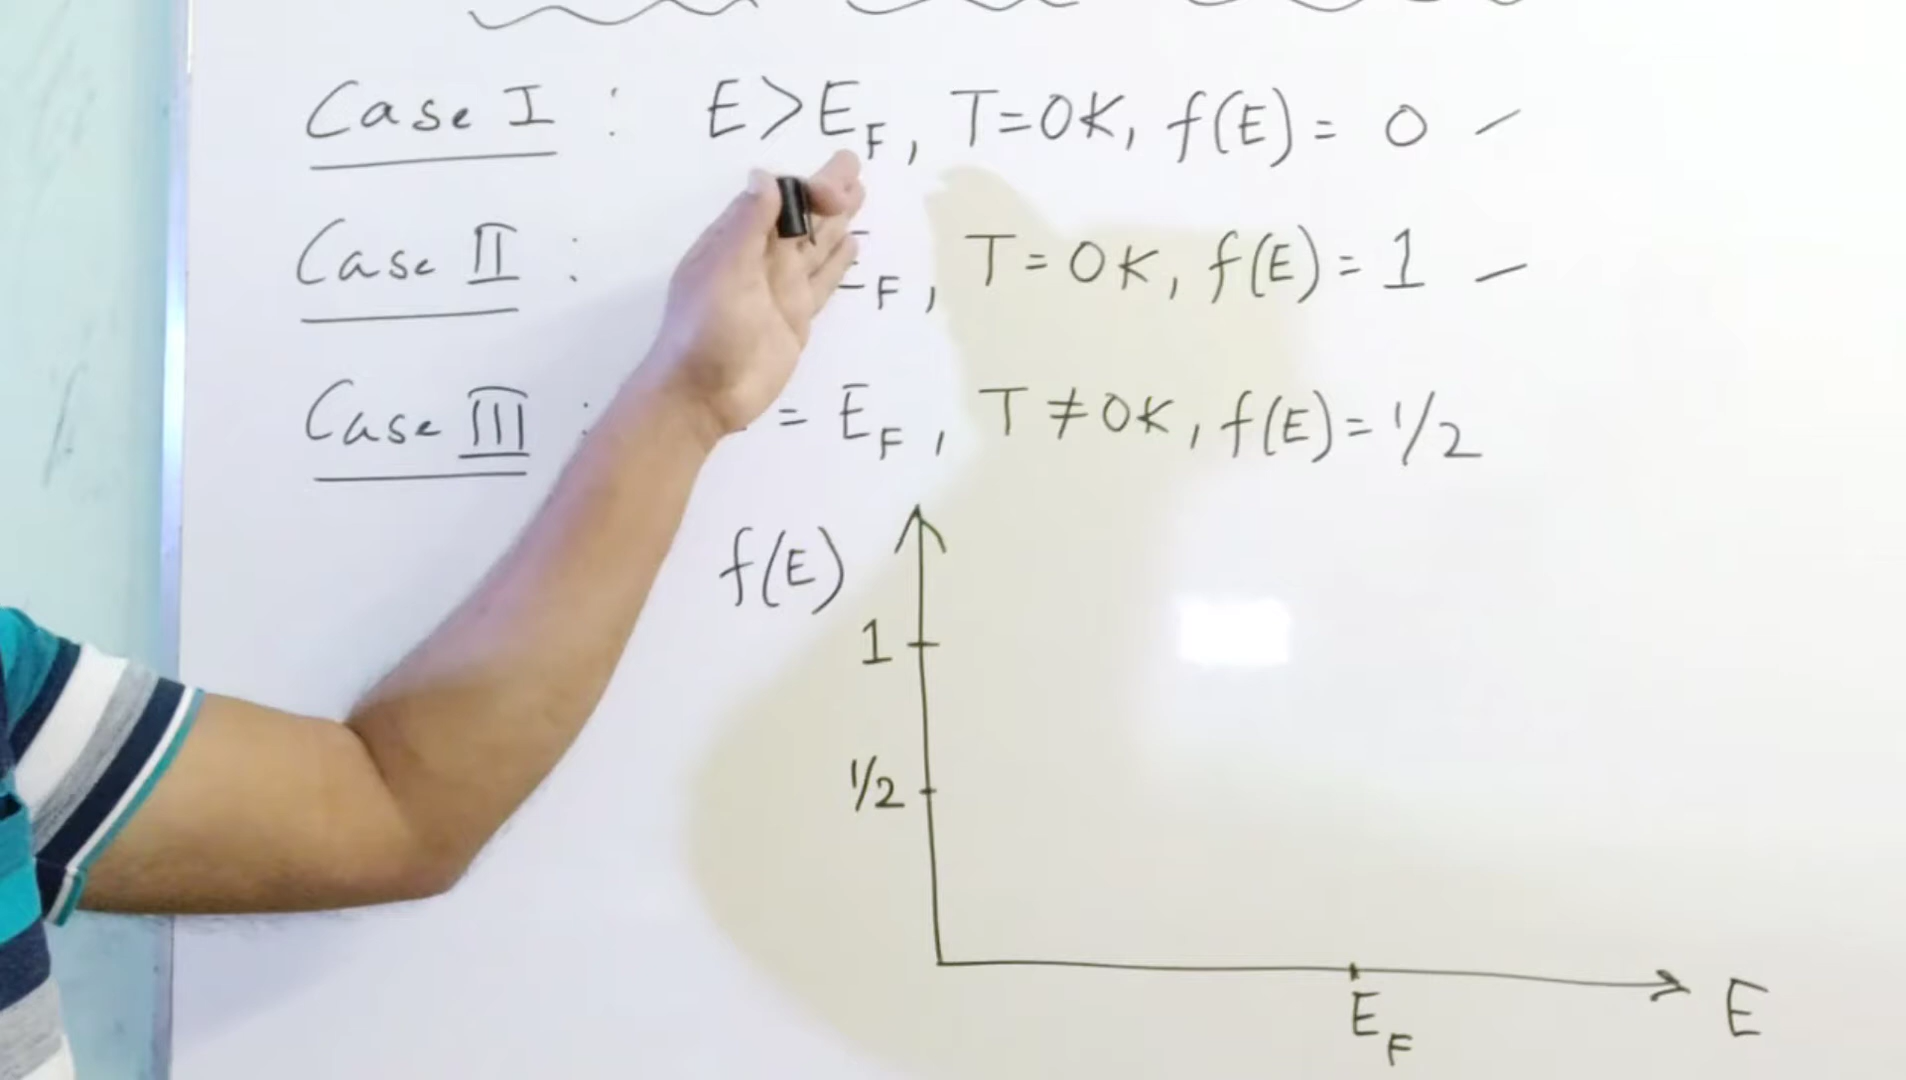 Case I : E > E_F, T = 0K, f(E) = 0
Case II : E_F, T = 0K, f(E) = 1
Case III : = E_F, T ≠ 0K, f(E) = 1/2
f(E)
1
1/2
E_F
E